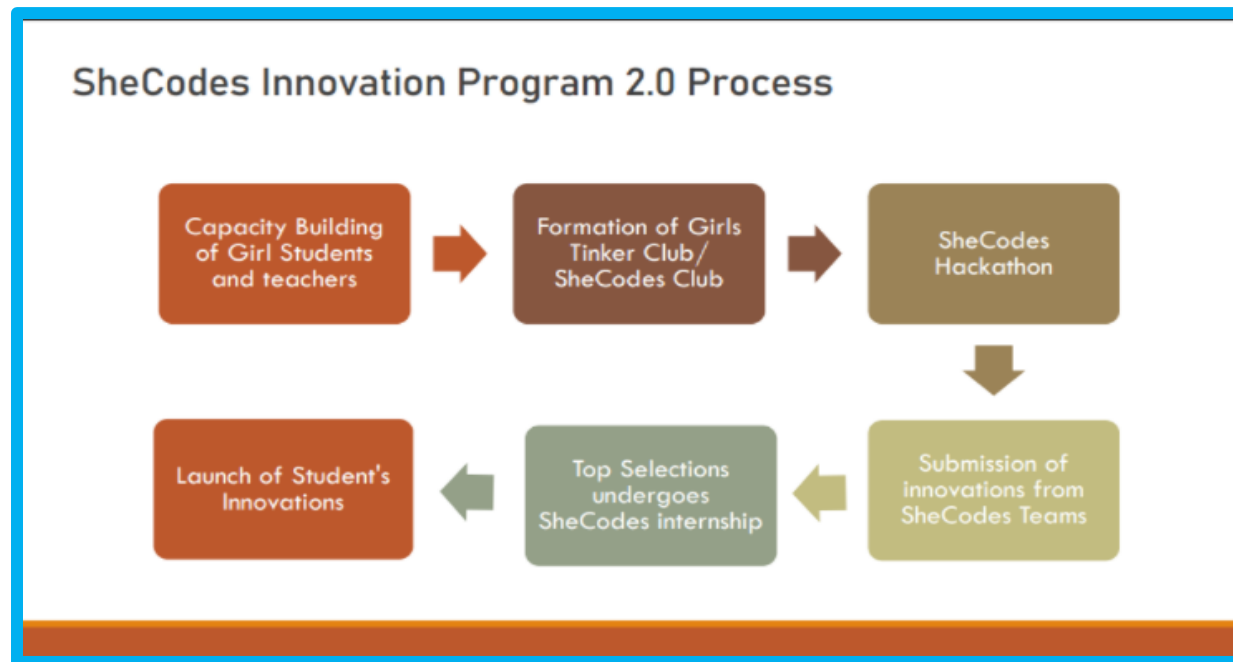 SheCodes Innovation Program 2.0 Process
Capacity Building
of Girl Students
and teachers
Formation of Girls
Tinker Club/
SheCodes Club
SheCodes
Hackathon
Submission of
innovations from
SheCodes Teams
Top Selections
undergoes
SheCodes internship
Launch of Student's
Innovations